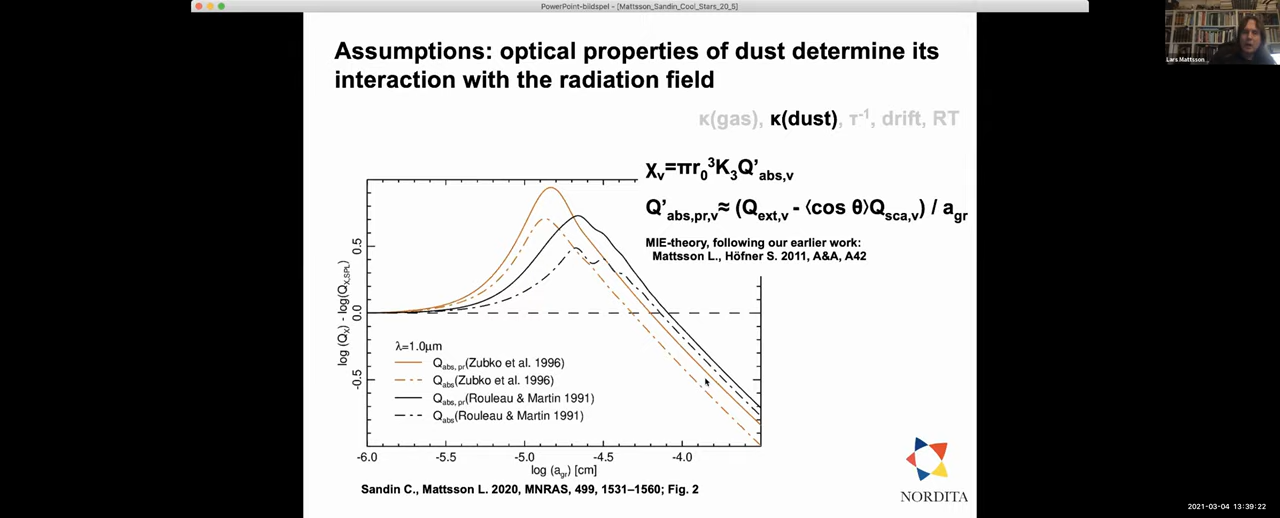 PowerPoint-bildspel - [Mattsson_Sandin_Cool_Stars_20_5]
Lars Mattsson
Assumptions: optical properties of dust determine its
interaction with the radiation field
κ(gas), κ(dust), τ⁻¹, drift, RT
χν=πr₀³K₃Q’abs,ν
Q’abs,pr,ν≈ (Qext,ν - ⟨cos θ⟩Qsca,ν) / agr
MIE-theory, following our earlier work:
Mattsson L., Höfner S. 2011, A&A, A42
log (QX) - log(QX,SPL)
0.5
0.0
-0.5
λ=1.0μm
Qabs,pr(Zubko et al. 1996)
Qabs(Zubko et al. 1996)
Qabs,pr(Rouleau & Martin 1991)
Qabs(Rouleau & Martin 1991)
-6.0 -5.5 -5.0 -4.5 -4.0
log (agr) [cm]
Sandin C., Mattsson L. 2020, MNRAS, 499, 1531–1560; Fig. 2
NORDITA
2021-03-04 13:39:22